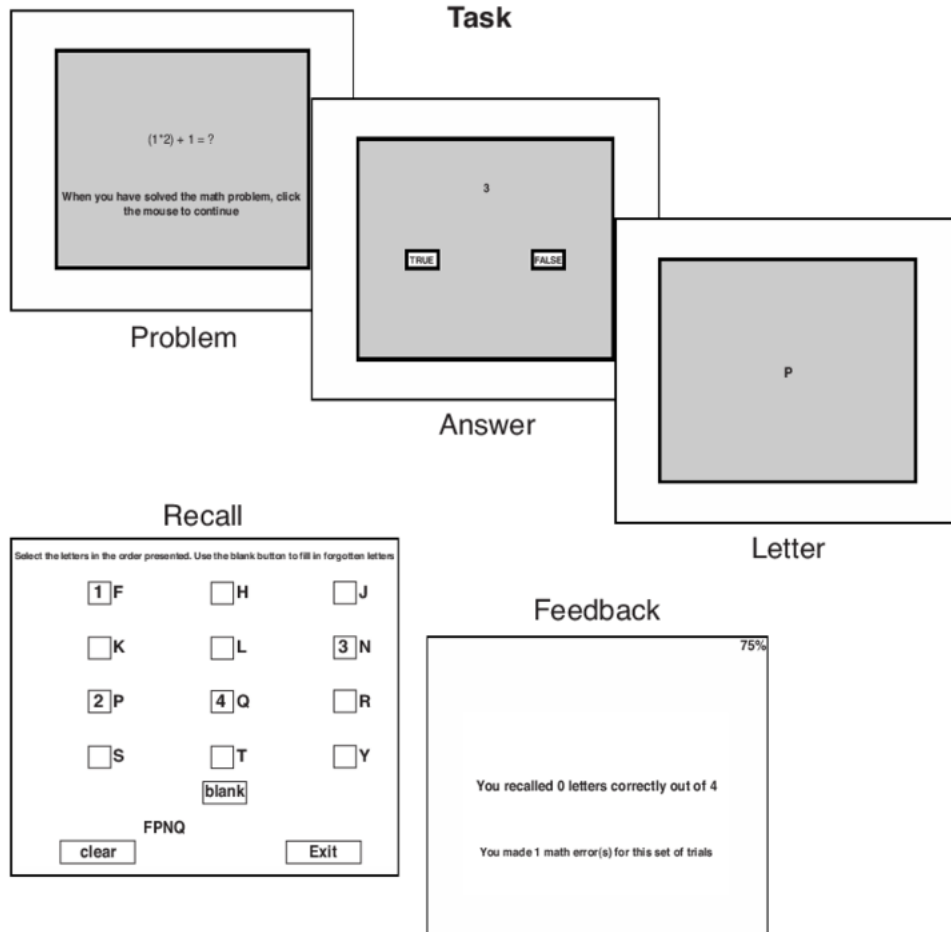 Task
(1*2) + 1 = ?
When you have solved the math problem, click
the mouse to continue
Problem
3
TRUE FALSE
Answer
P
Letter
Recall
Select the letters in the order presented. Use the blank button to fill in forgotten letters
1 F H J
K L 3 N
2 P 4 Q R
S T Y
blank
FPNQ
clear Exit
Feedback
75%
You recalled 0 letters correctly out of 4
You made 1 math error(s) for this set of trials